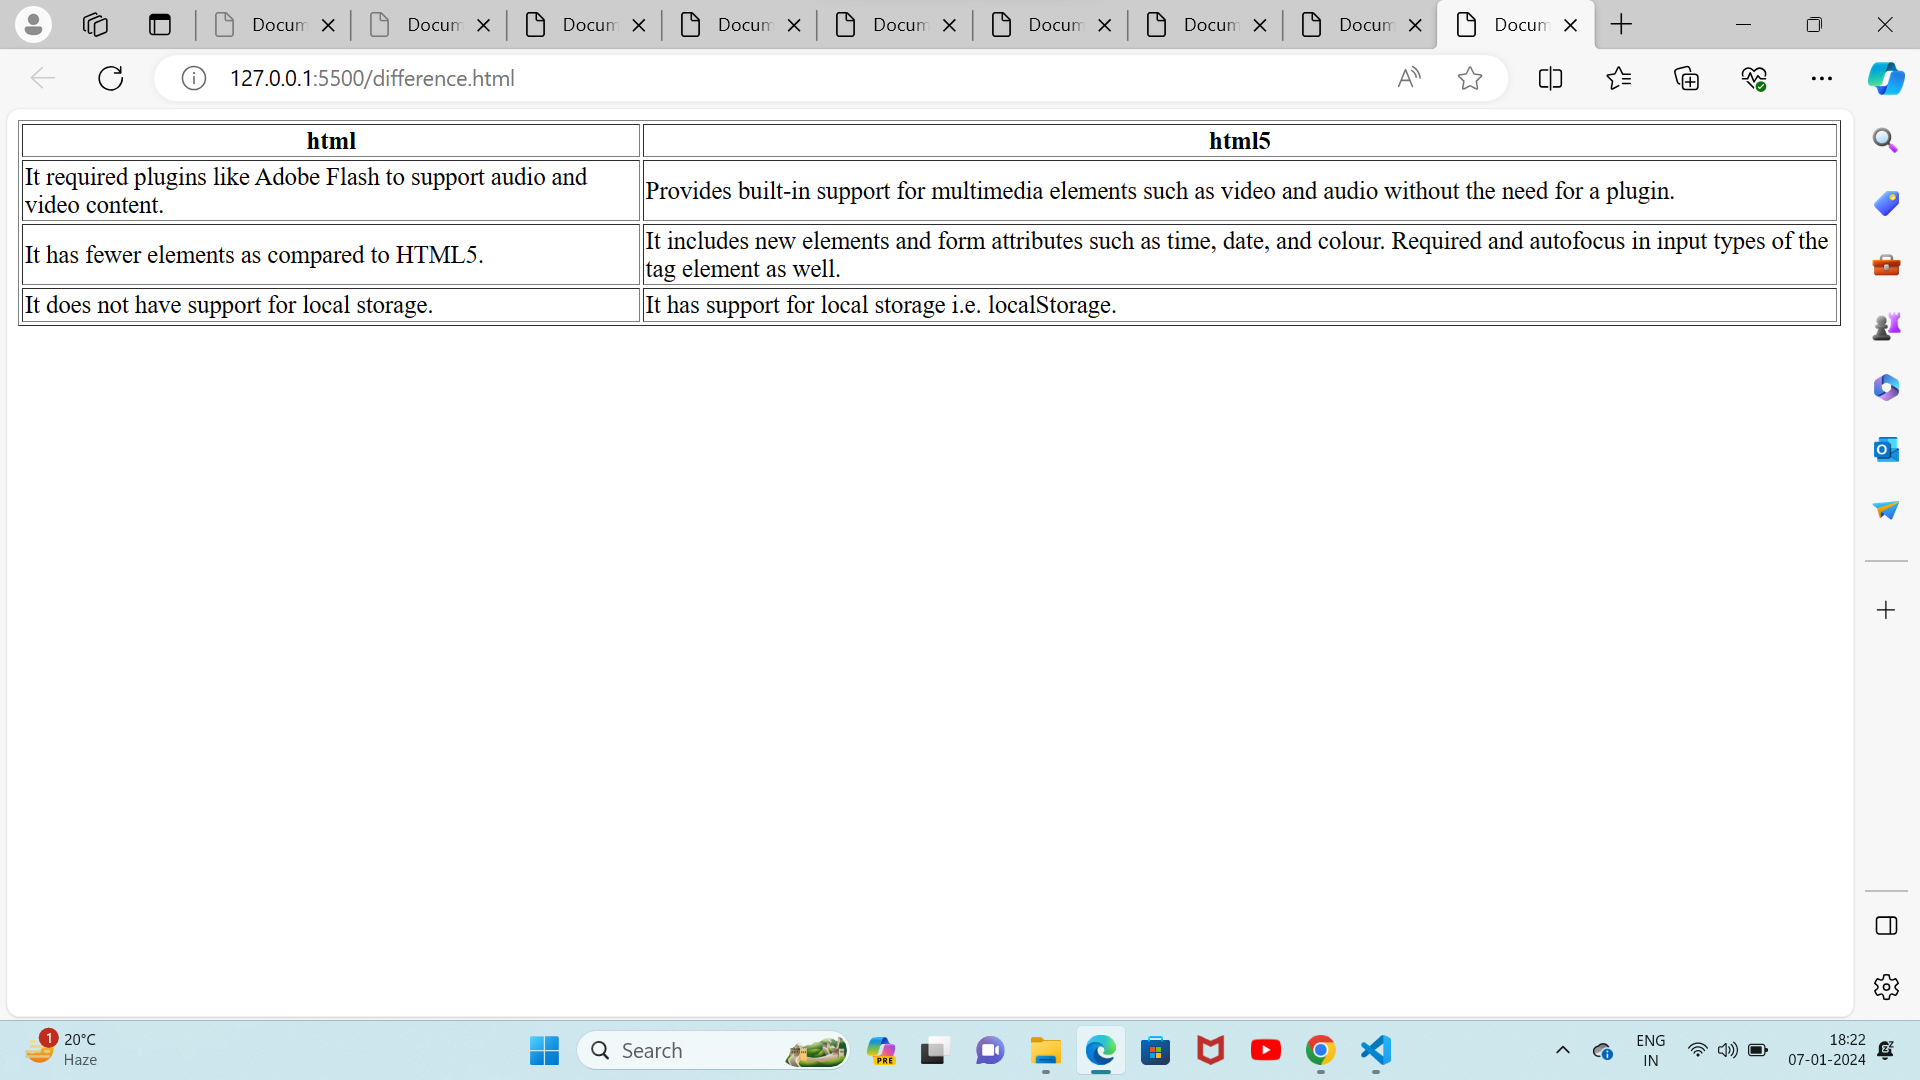 Docum Docum Docum Docum Docum Docum Docum Docum Docum
127.0.0.1:5500/difference.html
html html5
It required plugins like Adobe Flash to support audio and
video content.
Provides built-in support for multimedia elements such as video and audio without the need for a plugin.
It has fewer elements as compared to HTML5.
It includes new elements and form attributes such as time, date, and colour. Required and autofocus in input types of the
tag element as well.
It does not have support for local storage. It has support for local storage i.e. localStorage.
1
20°C
Haze
Search
PRE
ENG
IN
18:22
07-01-2024